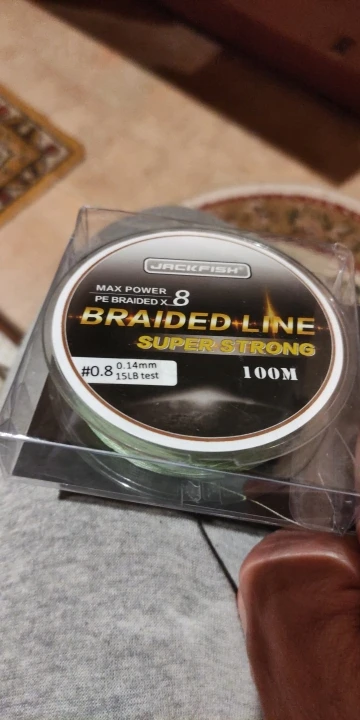 JACKFISH
MAX POWER
PE BRAIDED X 8
BRAIDED LINE
SUPER STRONG
#0.8 0.14mm
15LB test
100M